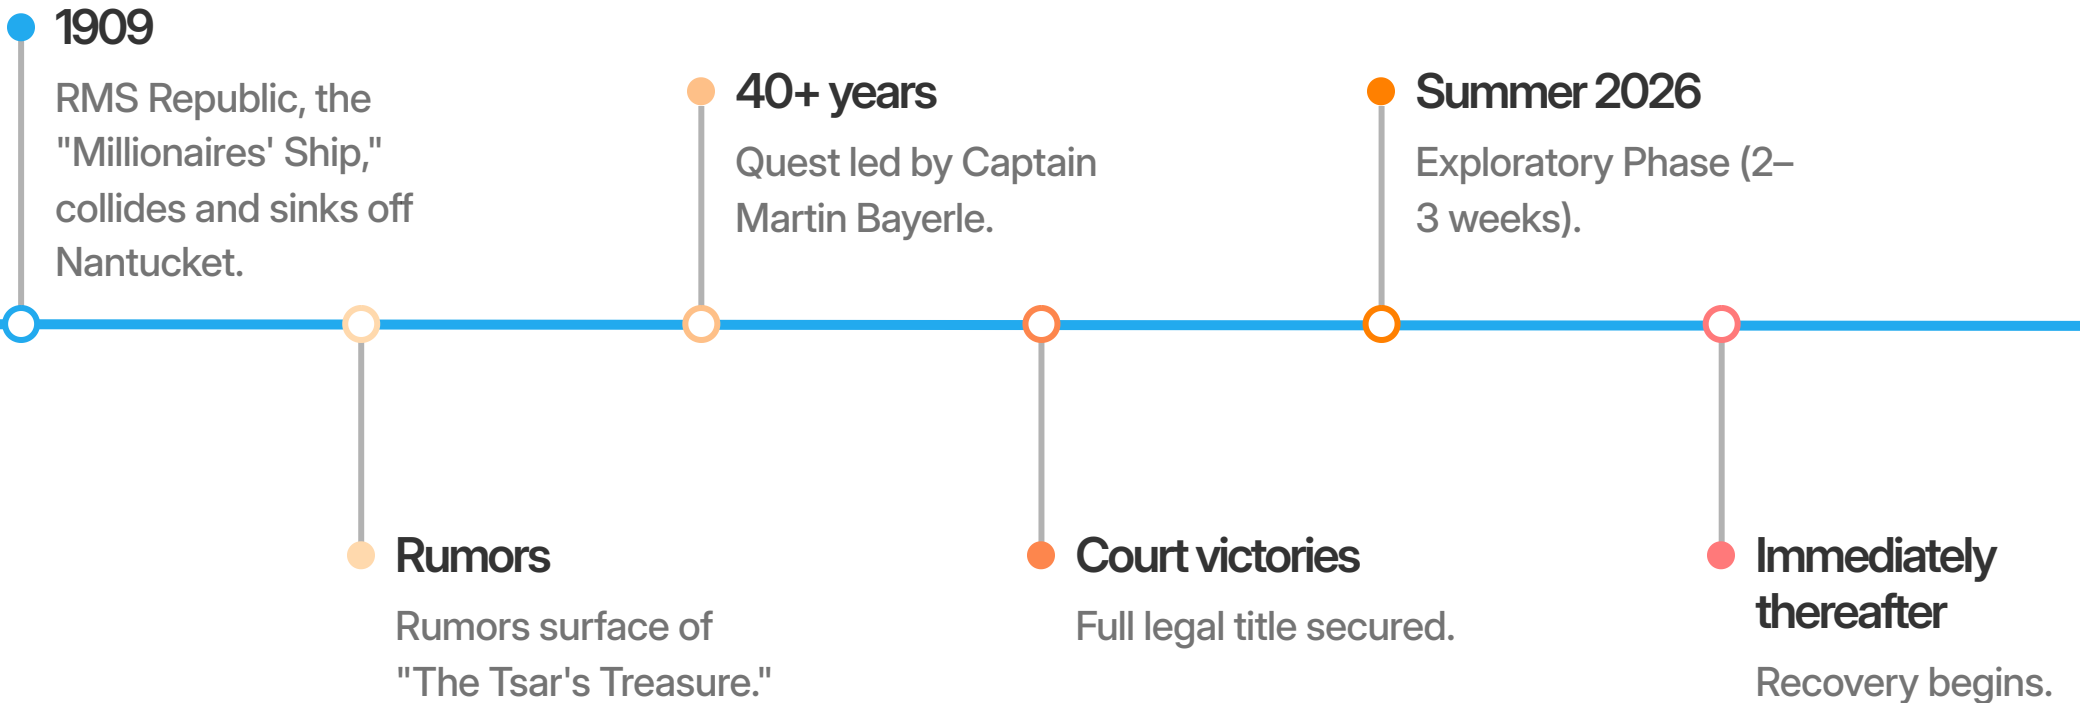 1909
RMS Republic, the
"Millionaires' Ship,"
collides and sinks off
Nantucket.
Rumors
Rumors surface of
"The Tsar's Treasure."
40+ years
Quest led by Captain
Martin Bayerle.
Court victories
Full legal title secured.
Summer 2026
Exploratory Phase (2–
3 weeks).
Immediately
thereafter
Recovery begins.